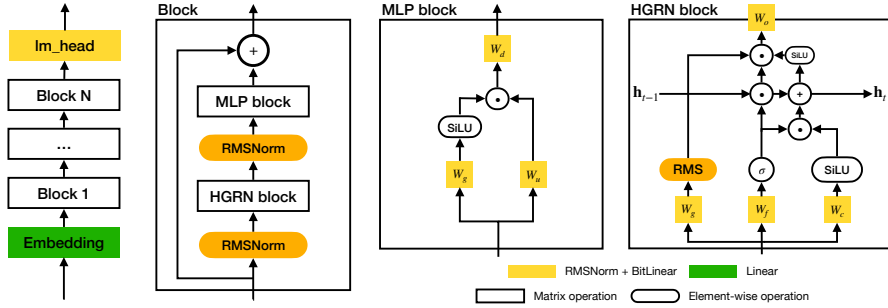 lm_head
Block N
...
Block 1
Embedding
Block
+
MLP block
RMSNorm
HGRN block
RMSNorm
MLP block
W_d
SiLU
W_g
W_u
HGRN block
W_o
SiLU
h_{t-1}
+
h_t
RMS
σ
SiLU
W_g
W_f
W_c
RMSNorm + BitLinear
Linear
Matrix operation
Element-wise operation